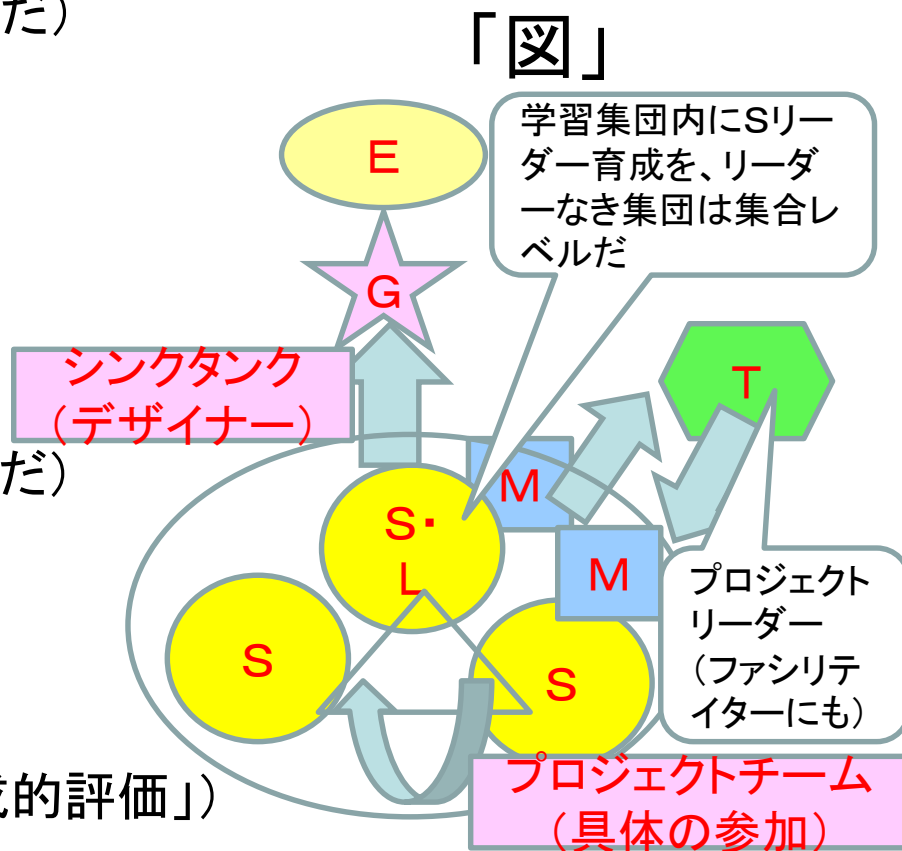 だ）
「図」
E
学習集団内にSリー
ダー育成を、リーダ
ーなき集団は集合レ
ベルだ
G
シンクタンク
（デザイナー）
T
だ）
M
S・
L
M
プロジェクト
リーダー
（ファシリテ
イターにも）
S
S
プロジェクトチーム
（具体の参加）
的評価」）